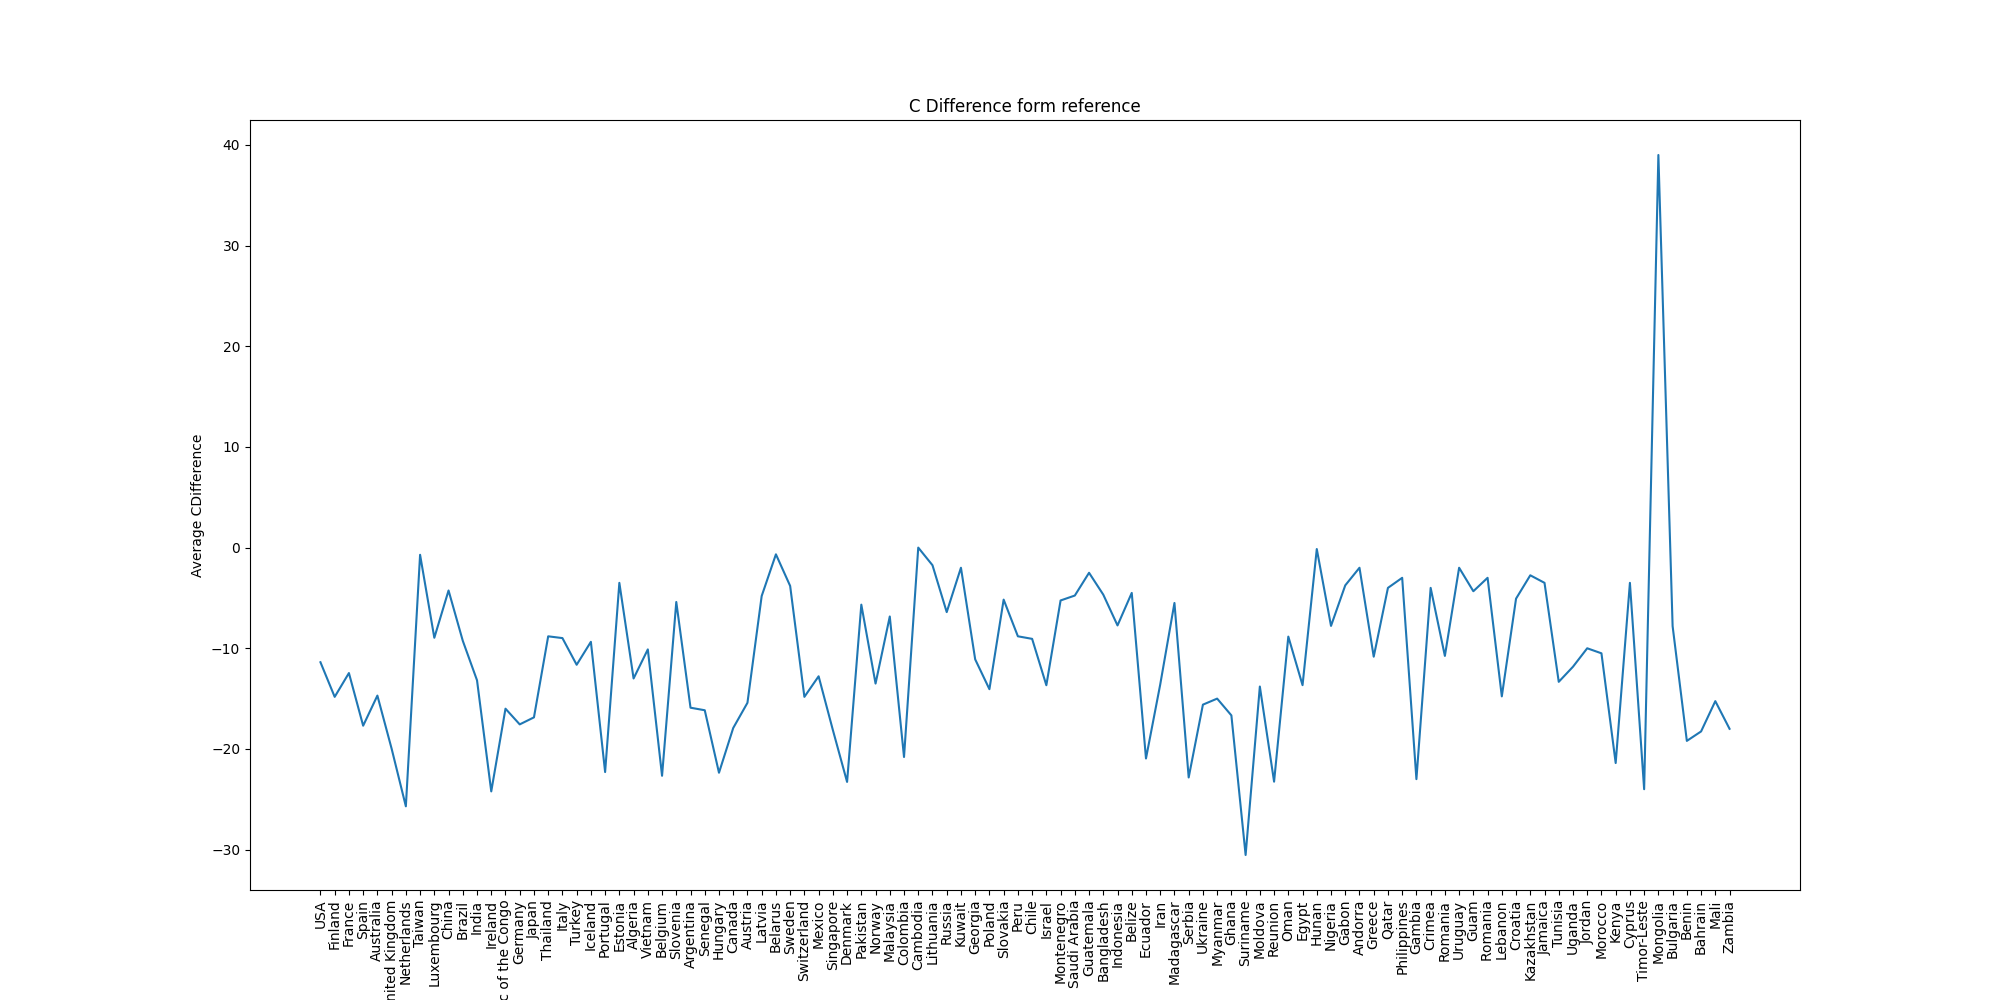 C Difference form reference
Average CDifference
40
30
20
10
0
−10
−20
−30
USA
Finland
France
Spain
Australia
nited Kingdom
Netherlands
Taiwan
Luxembourg
China
Brazil
India
Ireland
c of the Congo
Germany
Japan
Thailand
Italy
Turkey
Iceland
Portugal
Estonia
Algeria
Vietnam
Belgium
Slovenia
Argentina
Senegal
Hungary
Canada
Austria
Latvia
Belarus
Sweden
Switzerland
Mexico
Singapore
Denmark
Pakistan
Norway
Malaysia
Colombia
Cambodia
Lithuania
Russia
Kuwait
Georgia
Poland
Slovakia
Peru
Chile
Israel
Montenegro
Saudi Arabia
Guatemala
Bangladesh
Indonesia
Belize
Ecuador
Iran
Madagascar
Serbia
Ukraine
Myanmar
Ghana
Suriname
Moldova
Reunion
Oman
Egypt
Hunan
Nigeria
Gabon
Andorra
Greece
Qatar
Philippines
Gambia
Crimea
Romania
Uruguay
Guam
Romania
Lebanon
Croatia
Kazakhstan
Jamaica
Tunisia
Uganda
Jordan
Morocco
Kenya
Cyprus
Timor-Leste
Mongolia
Bulgaria
Benin
Bahrain
Mali
Zambia